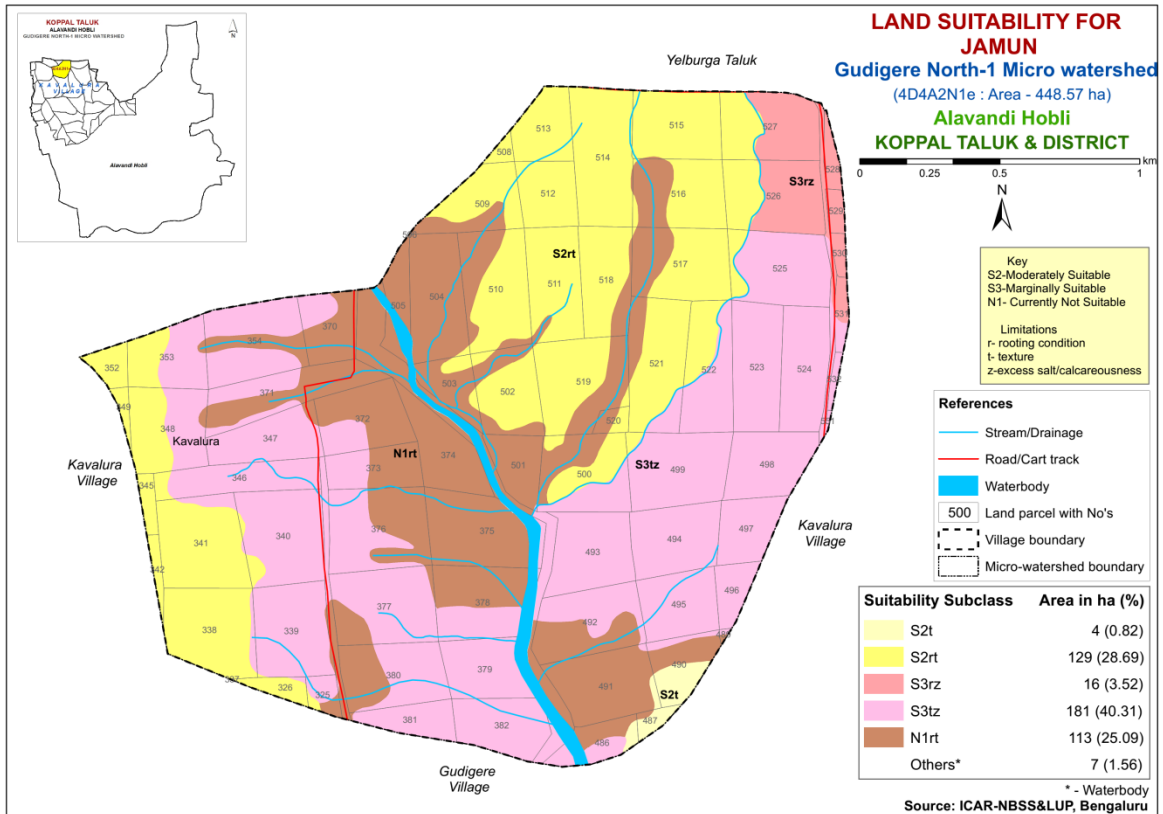 KOPPAL TALUK
ALAVANDI HOBLI
GUDIGERE NORTH-1 MICRO WATERSHED
N
KAVALURA
VILLAGE
Alavandi Hobli
LAND SUITABILITY FOR
JAMUN
Gudigere North-1 Micro watershed
(4D4A2N1e : Area - 448.57 ha)
Alavandi Hobli
KOPPAL TALUK & DISTRICT
km
0 0.25 0.5 1
N
Key
S2-Moderately Suitable
S3-Marginally Suitable
N1- Currently Not Suitable
Limitations
r- rooting condition
t- texture
z-excess salt/calcareousness
References
Stream/Drainage
Road/Cart track
Waterbody
500 Land parcel with No's
Village boundary
Micro-watershed boundary
Suitability Subclass Area in ha (%)
S2t 4 (0.82)
S2rt 129 (28.69)
S3rz 16 (3.52)
S3tz 181 (40.31)
N1rt 113 (25.09)
Others* 7 (1.56)
* - Waterbody
Source: ICAR-NBSS&LUP, Bengaluru
Yelburga Taluk
513 515 527
508 514
528
512 516 S3rz 526
509 529
S2rt 517 530
525
510 511 518
505 504
531
370
354
353
352 521 522 523 524 532
503 519
371 502
349
348 372 520
Kavalura 347
N1rt 374 501 S3tz
373 500 499 498
Kavalura
Village
346
345
376 375 497
Kavalura
Village
341 340 493 494
342
496
377 378 495
492
338 339
490
379
380 491
S2t
326 325
381 382 487
486
Gudigere
Village